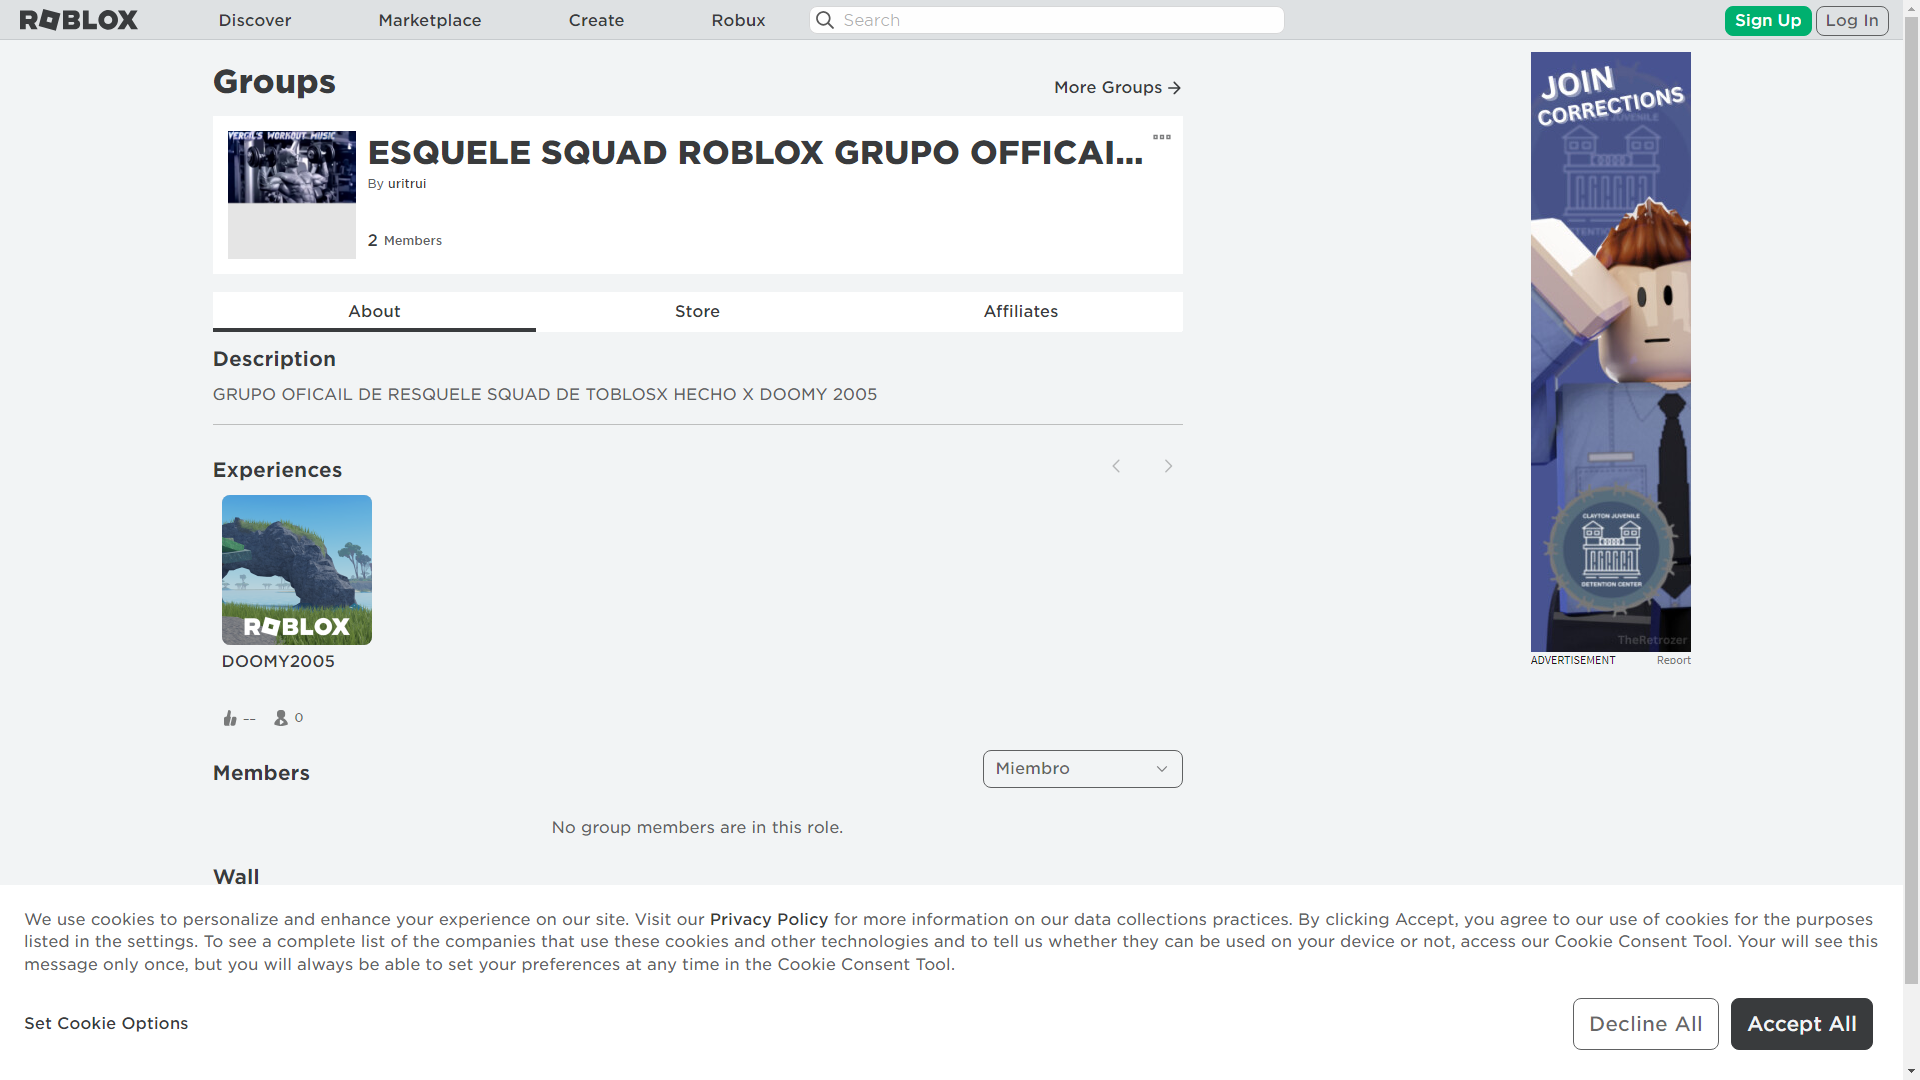 ROBLOX
Discover
Marketplace
Create
Robux
Search
Sign Up
Log In
Groups
More Groups
VERGIL'S WORKOUT MUSIC
ESQUELE SQUAD ROBLOX GRUPO OFFICAI...
By uritrui
2 Members
About
Store
Affiliates
Description
GRUPO OFICAIL DE RESQUELE SQUAD DE TOBLOSX HECHO X DOOMY 2005
Experiences
ROBLOX
DOOMY2005
--
0
Members
Miembro
No group members are in this role.
Wall
JOIN
CORRECTIONS
CLAYTON JUVENILE
DETENTION CENTER
TheRetrozer
ADVERTISEMENT
Report
We use cookies to personalize and enhance your experience on our site. Visit our Privacy Policy for more information on our data collections practices. By clicking Accept, you agree to our use of cookies for the purposes
listed in the settings. To see a complete list of the companies that use these cookies and other technologies and to tell us whether they can be used on your device or not, access our Cookie Consent Tool. Your will see this
message only once, but you will always be able to set your preferences at any time in the Cookie Consent Tool.
Set Cookie Options
Decline All
Accept All